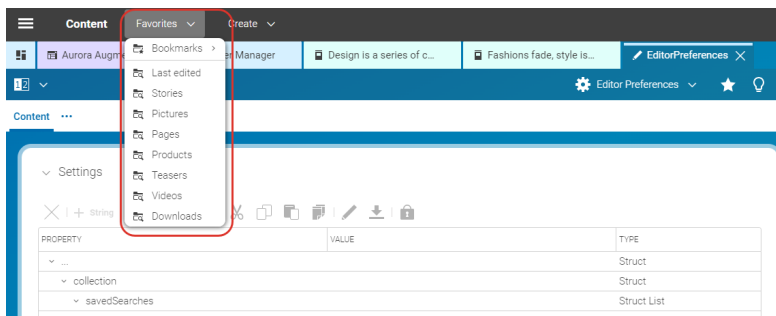 Content Favorites Create
Aurora Augme er Manager Design is a series of c... Fashions fade, style is... EditorPreferences
Bookmarks
12 Editor Preferences
Last edited
Stories
Content ... Pictures
Pages
Products
Settings
Teasers
Videos
String
Downloads
PROPERTY VALUE TYPE
... Struct
collection Struct
savedSearches Struct List